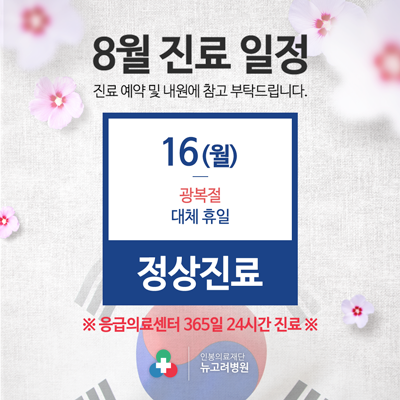 8월 진료 일정
진료 예약 및 내원에 참고 부탁드립니다.
16(월)
광복절
대체 휴일
정상진료
※ 응급의료센터 365일 24시간 진료 ※
인봉의료재단
뉴고려병원